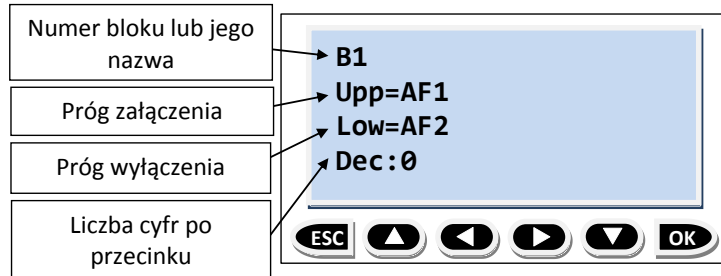 Numer bloku lub jego
nazwa
Próg załączenia
Próg wyłączenia
Liczba cyfr po
przecinku
B1
Upp=AF1
Low=AF2
Dec:0
ESC
OK